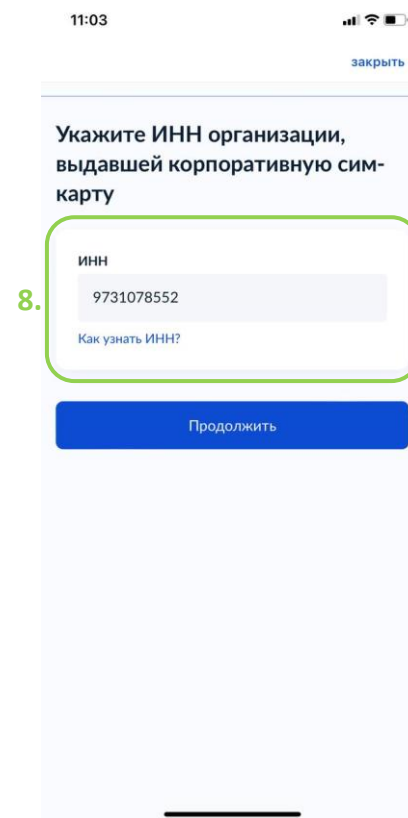 11:03
закрыть
Укажите ИНН организации,
выдавшей корпоративную сим-
карту
8.
ИНН
9731078552
Как узнать ИНН?
Продолжить